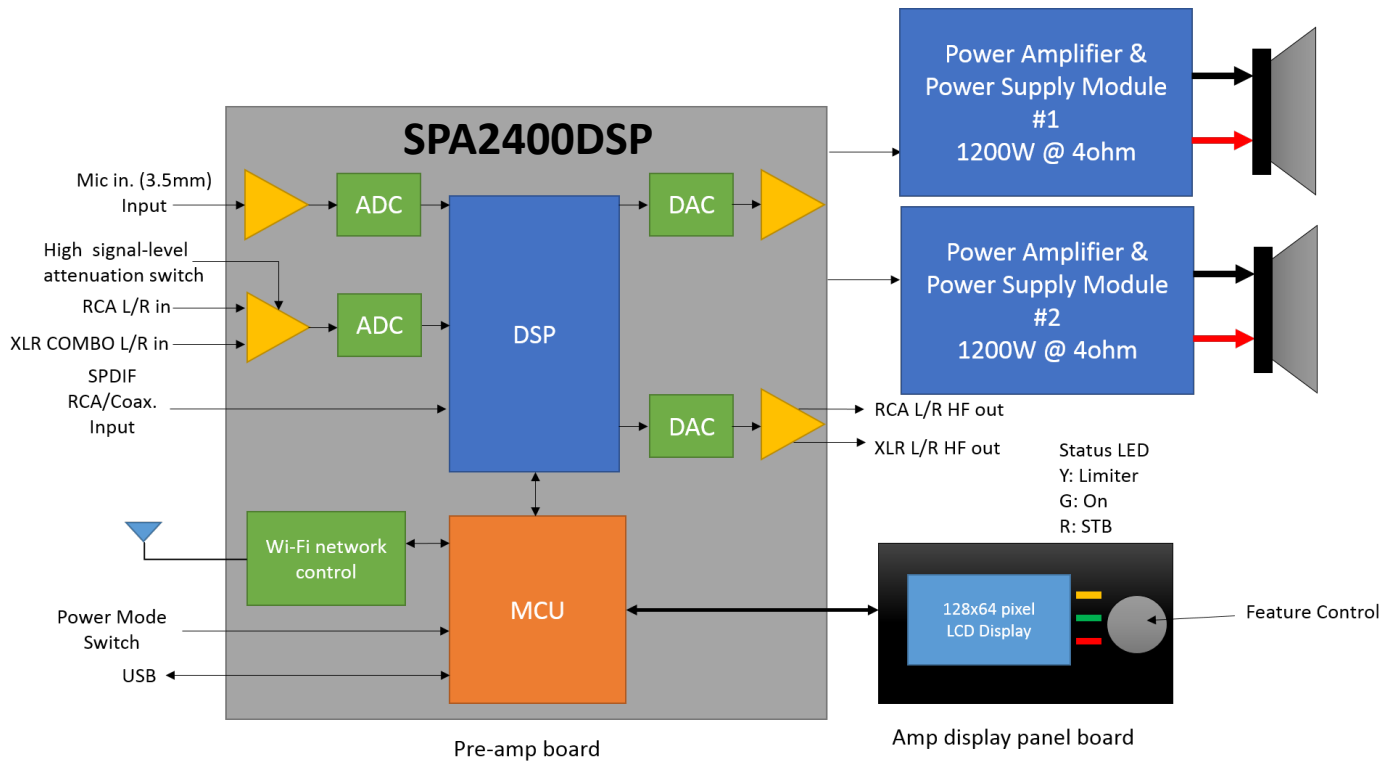 SPA2400DSP
Mic in. (3.5mm)
Input
ADC
DAC
High signal-level
attenuation switch
RCA L/R in
XLR COMBO L/R in
ADC
DSP
SPDIF
RCA/Coax.
Input
DAC
Power Amplifier &
Power Supply Module
#1
1200W @ 4ohm
Power Amplifier &
Power Supply Module
#2
1200W @ 4ohm
RCA L/R HF out
XLR L/R HF out
Status LED
Y: Limiter
G: On
R: STB
Wi-Fi network
control
MCU
Power Mode
Switch
USB
128x64 pixel
LCD Display
Feature Control
Pre-amp board
Amp display panel board